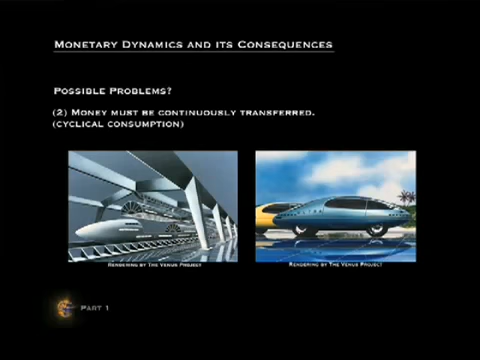 Monetary Dynamics and its Consequences
Possible Problems?
(2) Money must be continuously transferred.
(cyclical consumption)
Rendering by The Venus Project
Rendering by The Venus Project
Part 1